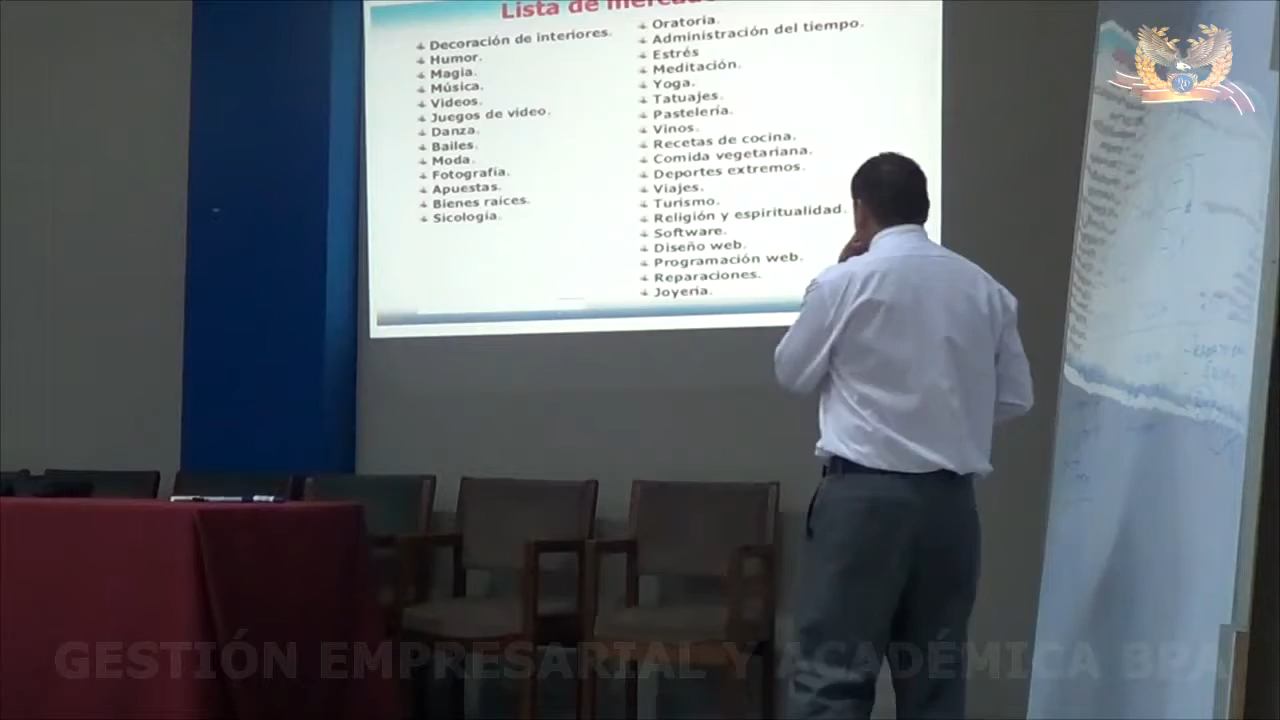 Lista de
Decoración de interiores.
Humor.
Magia.
Música.
Videos.
Juegos de video.
Danza.
Bailes.
Moda.
Fotografía.
Apuestas.
Bienes raíces.
Sicología.
Oratoria.
Administración del tiempo.
Estrés
Meditación.
Yoga.
Tatuajes.
Pastelería.
Vinos.
Recetas de cocina.
Comida vegetariana.
Deportes extremos.
Viajes.
Turismo.
Religión y espiritualidad.
Software.
Diseño web.
Programación web.
Reparaciones.
Joyería.
GESTIÓN EMPRESARIAL Y ACADÉMICA BPA